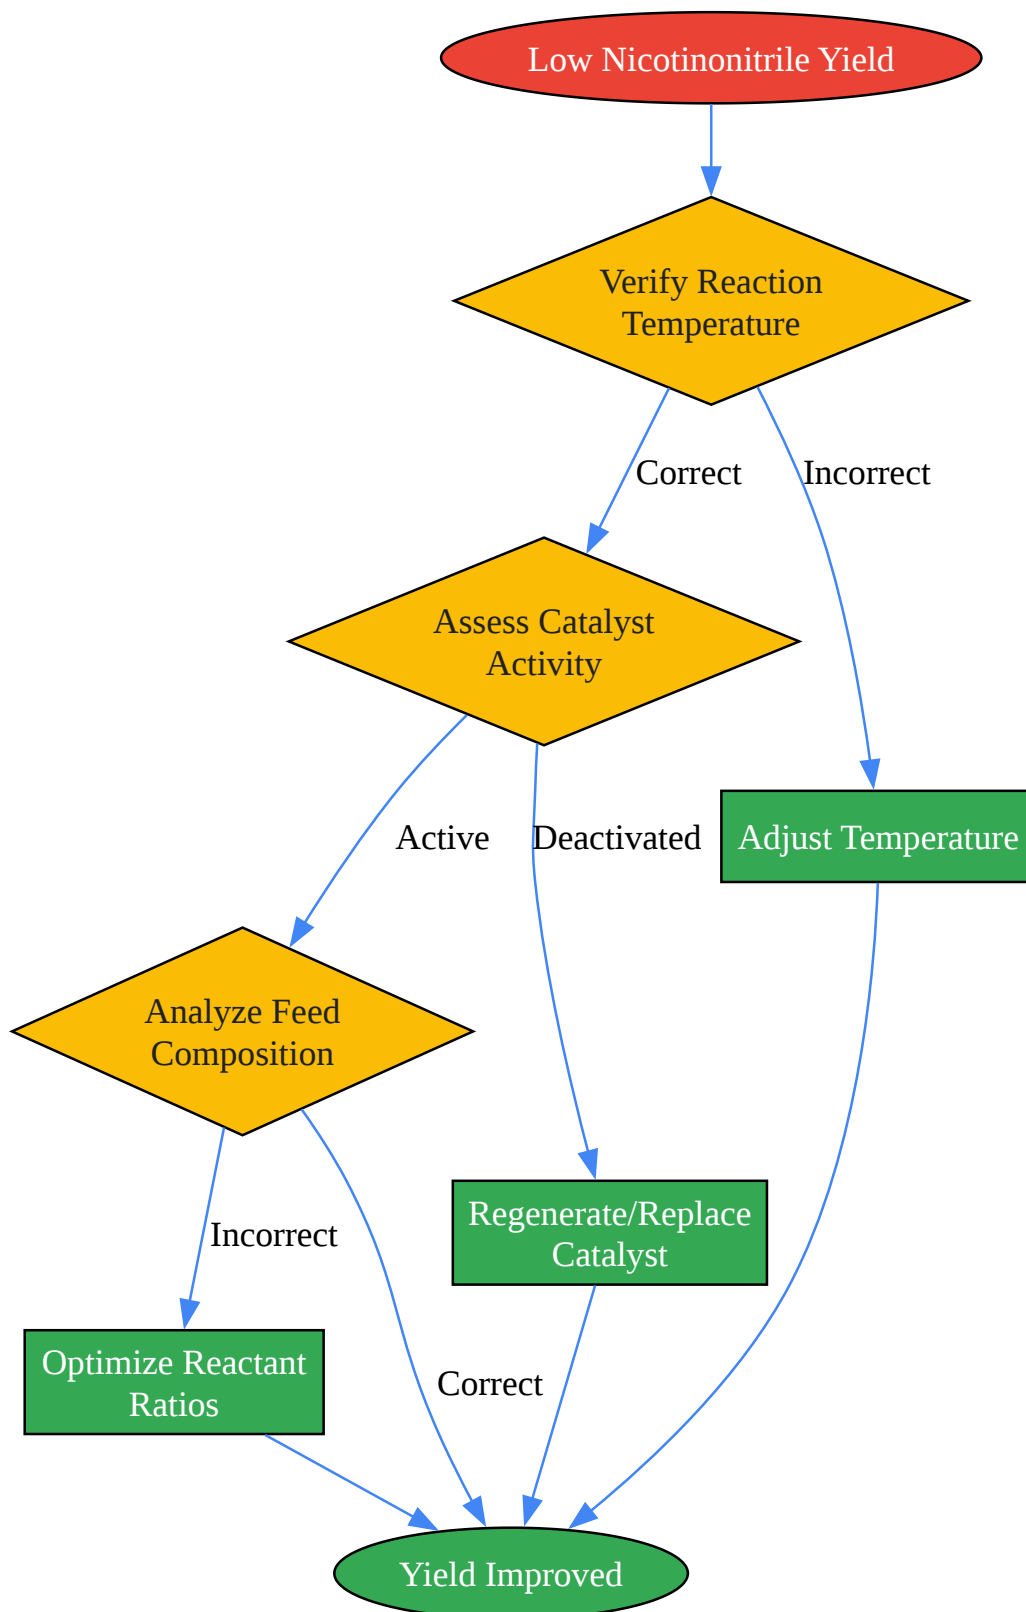 Low Nicotinonitrile Yield
Verify Reaction
Temperature
Correct
Incorrect
Assess Catalyst
Activity
Active
Deactivated
Adjust Temperature
Analyze Feed
Composition
Incorrect
Regenerate/Replace
Catalyst
Optimize Reactant
Ratios
Correct
Yield Improved